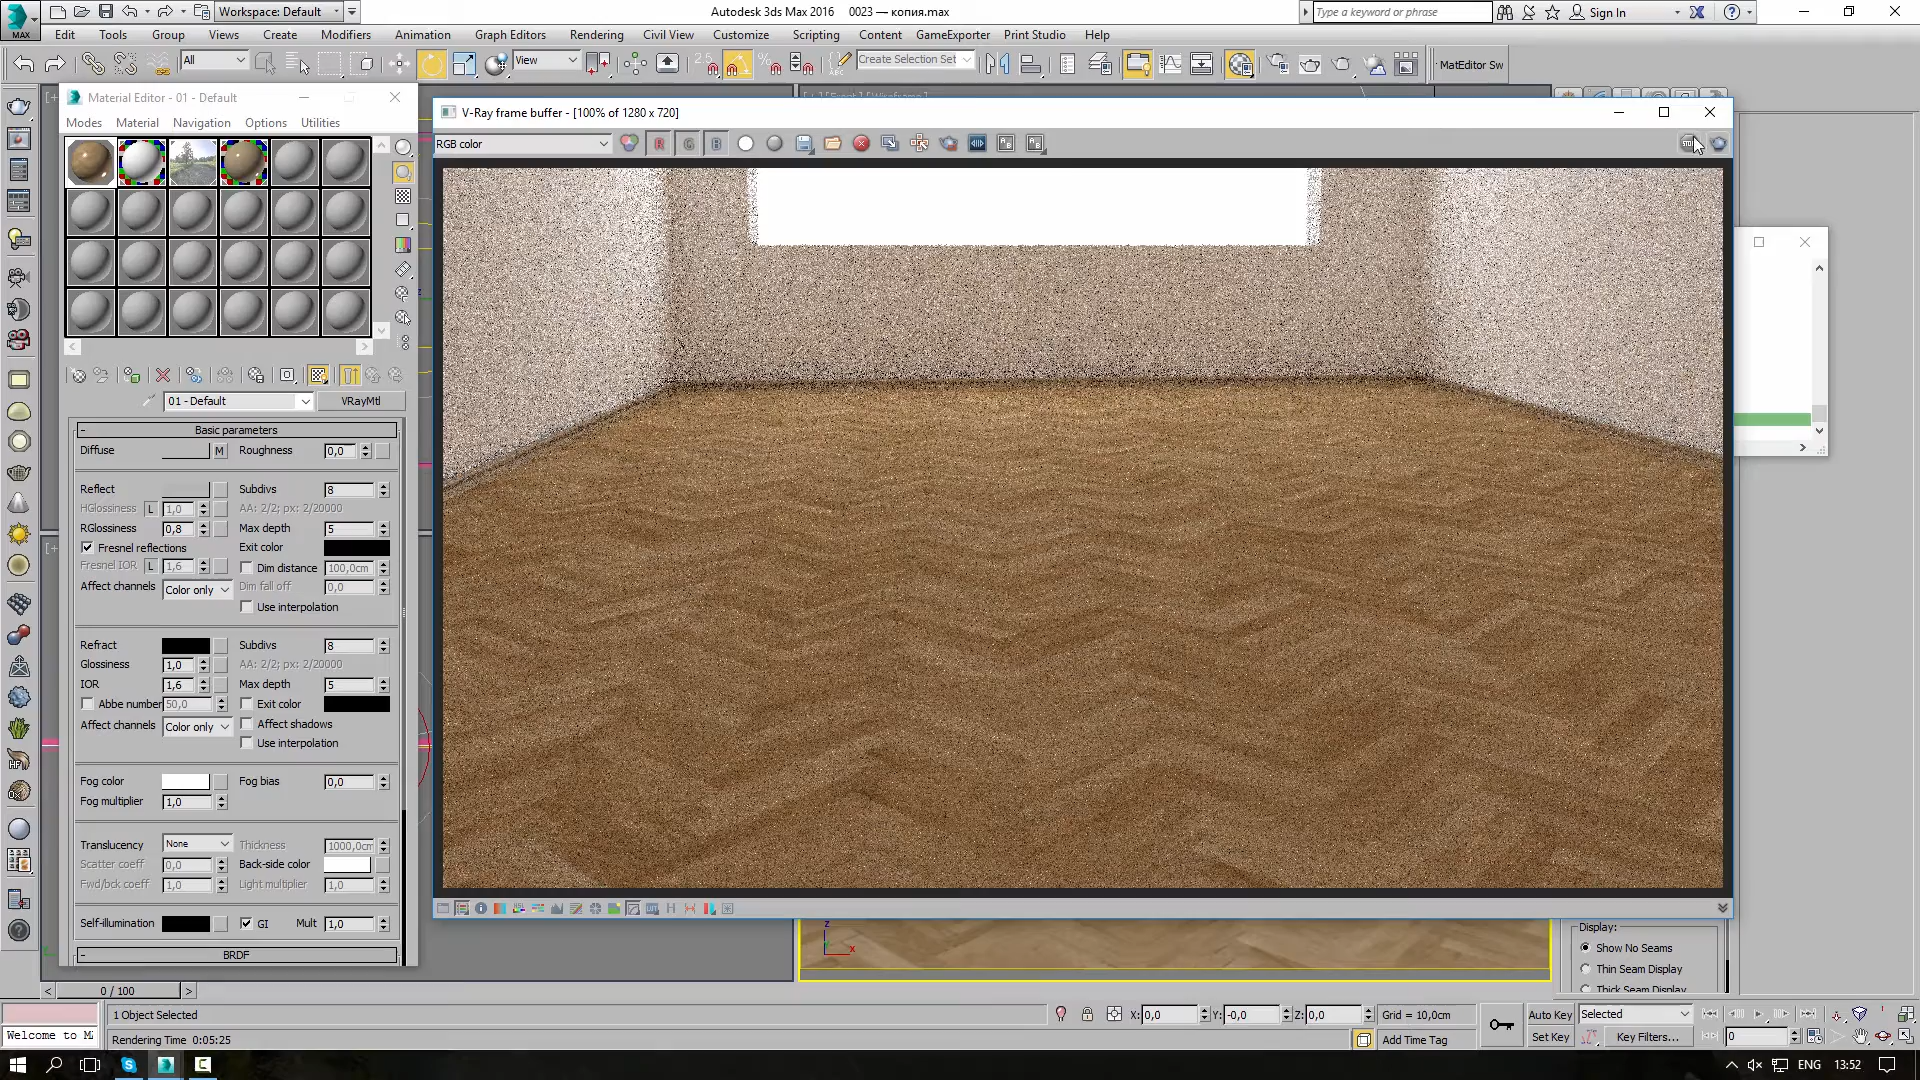 Workspace: Default
Autodesk 3ds Max 2016    0023 — копия.max
Type a keyword or phrase
Sign In
MAX
Edit Tools Group Views Create Modifiers Animation Graph Editors Rendering Civil View Customize Scripting Content GameExporter Print Studio Help
All
View
2.5
Create Selection Set
MatEditor Sw
Material Editor - 01 - Default
Modes Material Navigation Options Utilities
V-Ray frame buffer - [100% of 1280 x 720]
RGB color
R G B
01 - Default
VRayMtl
Basic parameters
Diffuse M Roughness 0,0
Reflect Subdivs 8
HGlossiness L 1,0 AA: 2/2; px: 2/20000
RGlossiness 0,8 Max depth 5
Fresnel reflections Exit color
Fresnel IOR L 1,6 Dim distance 100,0cm
Affect channels Color only Dim fall off 0,0
Use interpolation
Refract Subdivs 8
Glossiness 1,0 AA: 2/2; px: 2/20000
IOR 1,6 Max depth 5
Abbe number 50,0 Exit color
Affect channels Color only Affect shadows
Use interpolation
Fog color Fog bias 0,0
Fog multiplier 1,0
Translucency None Thickness 1000,0cm
Scatter coeff 0,0 Back-side color
Fwd/bck coeff 1,0 Light multiplier 1,0
Self-illumination GI Mult 1,0
BRDF
z
x
Display:
Show No Seams
Thin Seam Display
Thick Seam Display
0 / 100
1 Object Selected
X: 0,0 Y: -0,0 Z: 0,0
Grid = 10,0cm
Auto Key Selected
Welcome to M
Rendering Time 0:05:25
Add Time Tag
Set Key Key Filters...
0
ENG 13:52